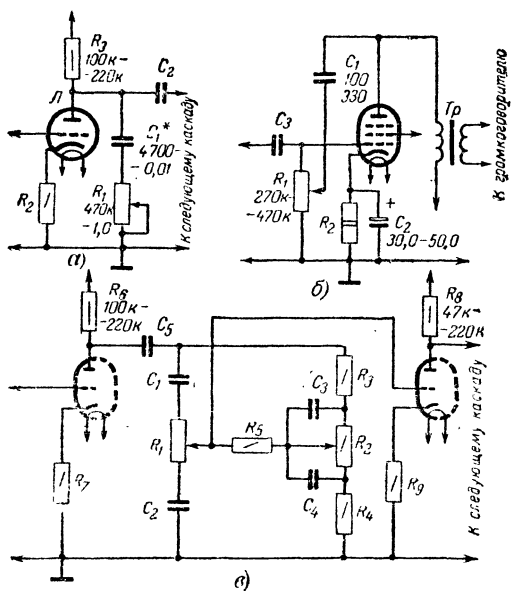 R3
100к-
-220к
C2
Л
C1*
4700-
-0,01
R1
470к
-1,0
R2
К следующему каскаду
а)
C1
100
330
C3
R1
270к-
-470к
R2
+
C2
30,0-50,0
Тр
К громкоговорителю
б)
R6
100к-
-220к
C5
C1
R1
C2
R7
R5
C3
C4
R3
R2
R4
R8
47к-
-220к
R9
К следующему каскаду
в)